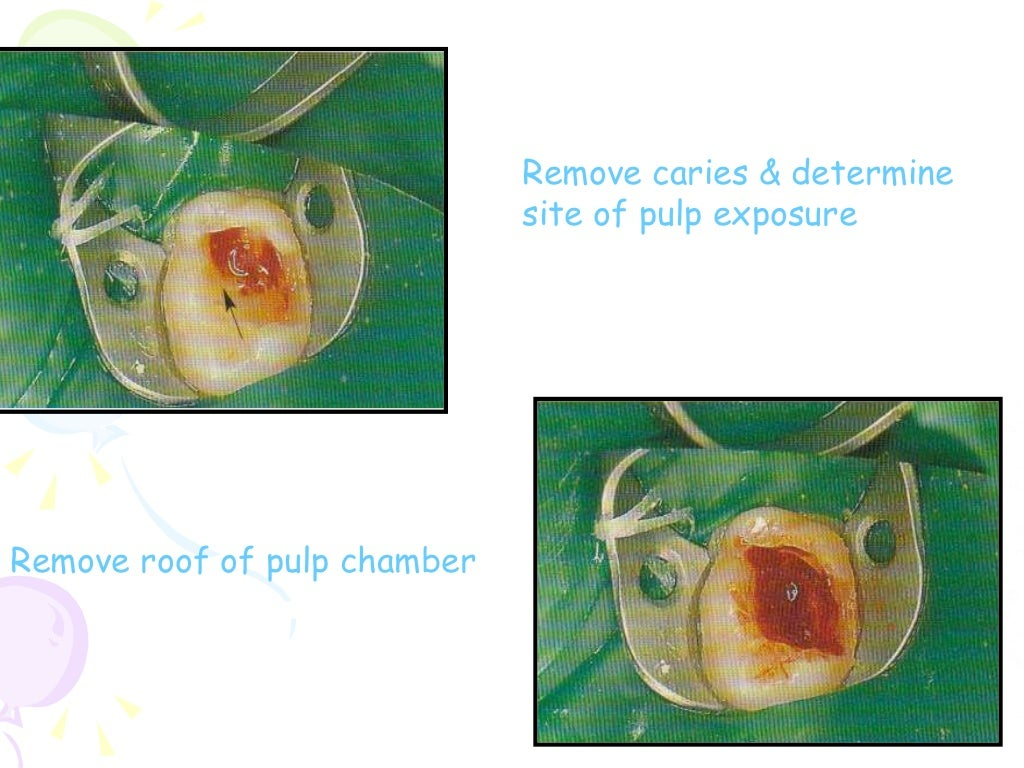 Remove caries & determine
site of pulp exposure
Remove roof of pulp chamber